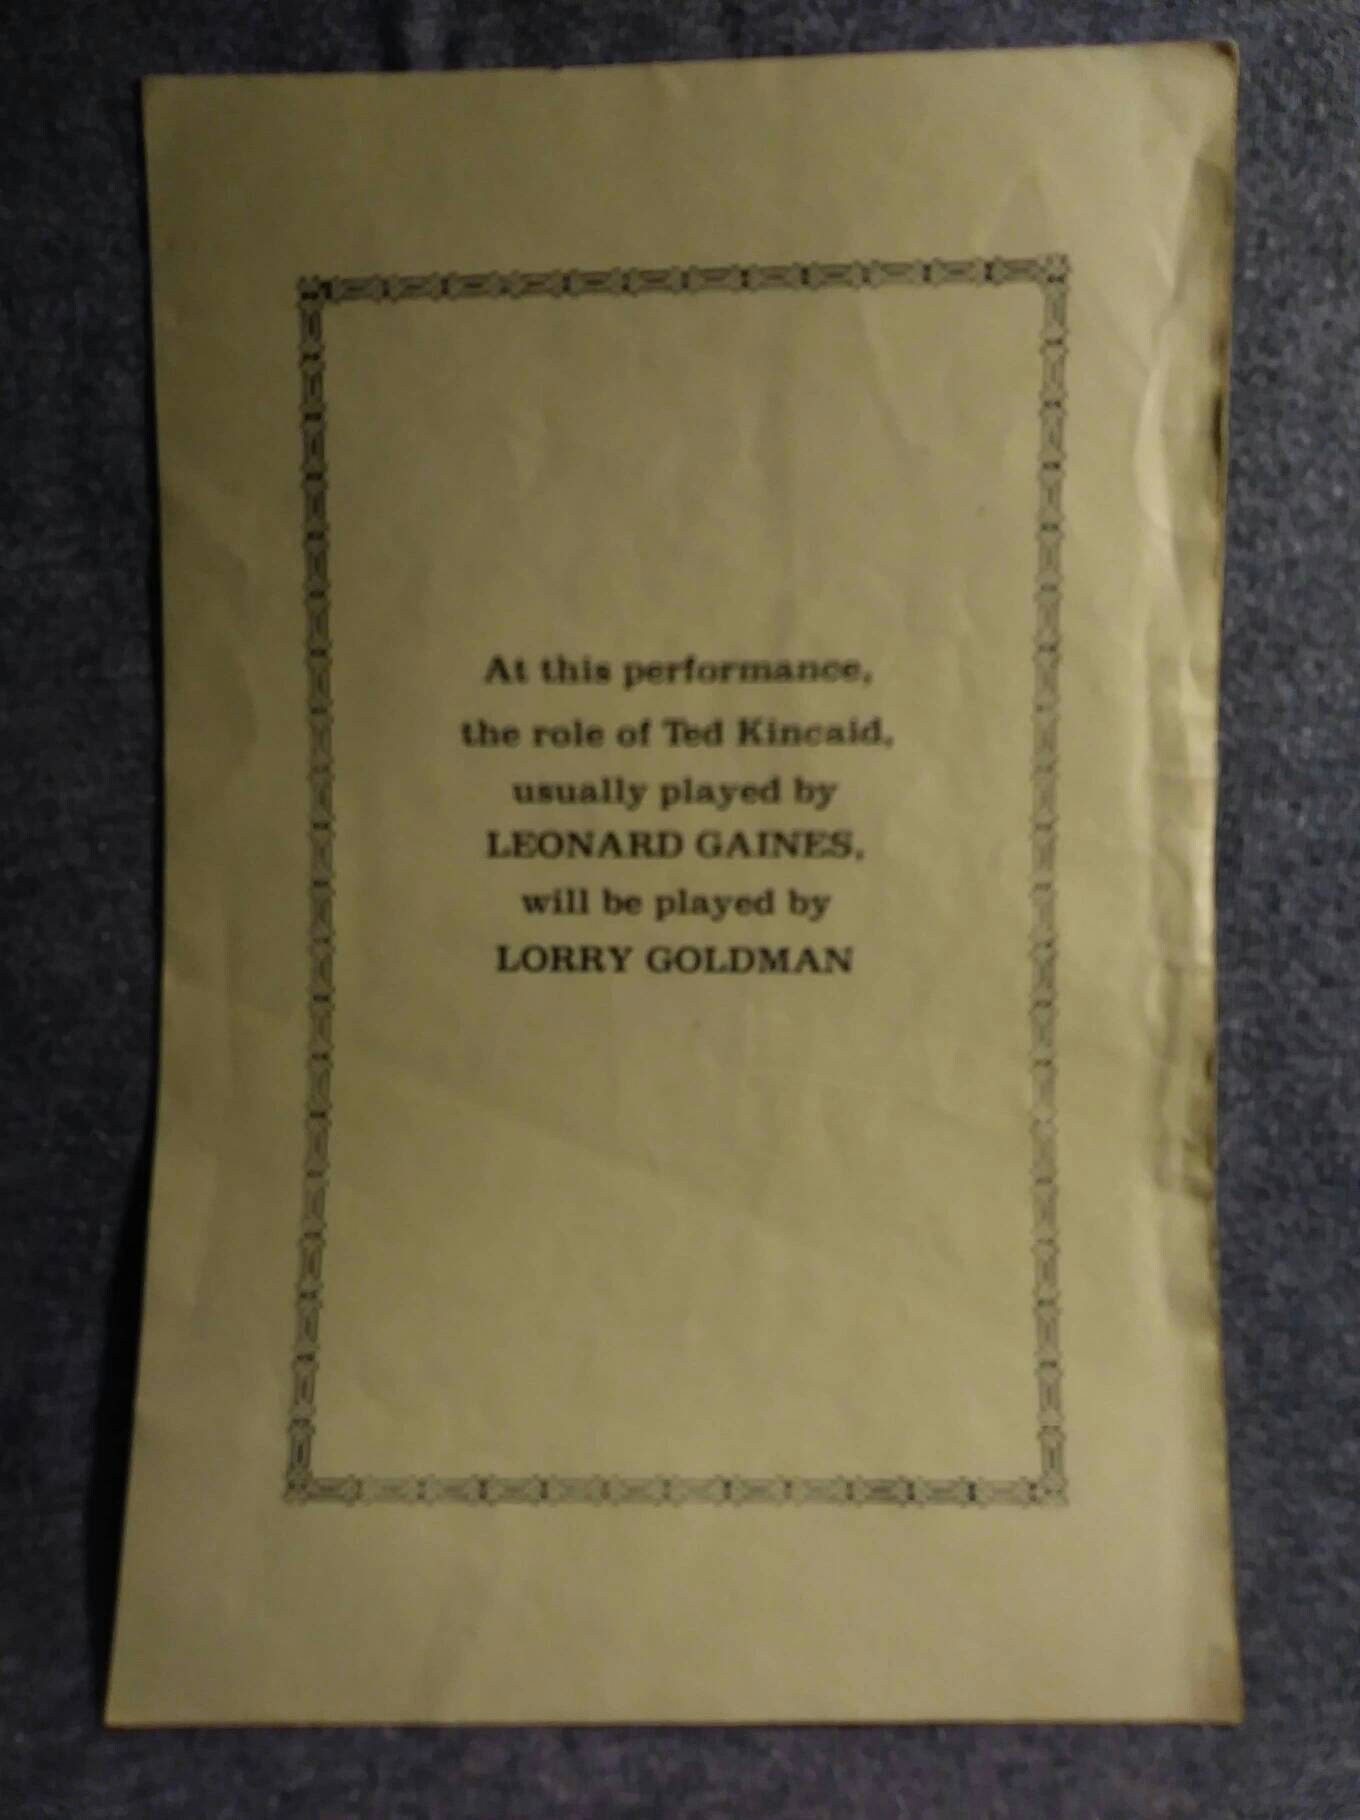 At this performance,
the role of Ted Kincaid,
usually played by
LEONARD GAINES,
will be played by
LORRY GOLDMAN